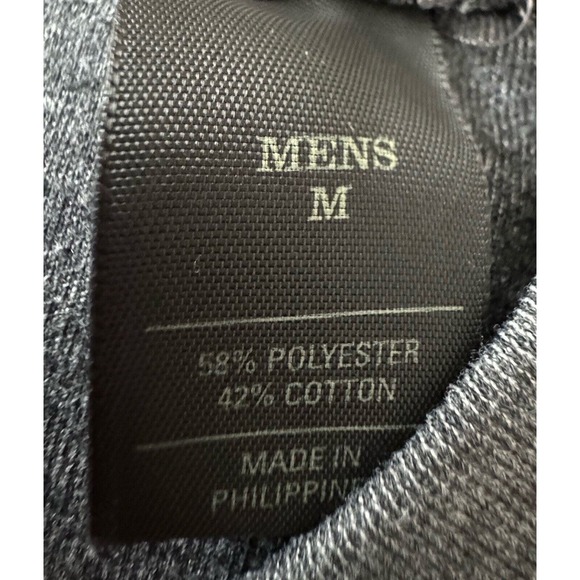 MENS
M
58% POLYESTER
42% COTTON
MADE IN
PHILIPPIN